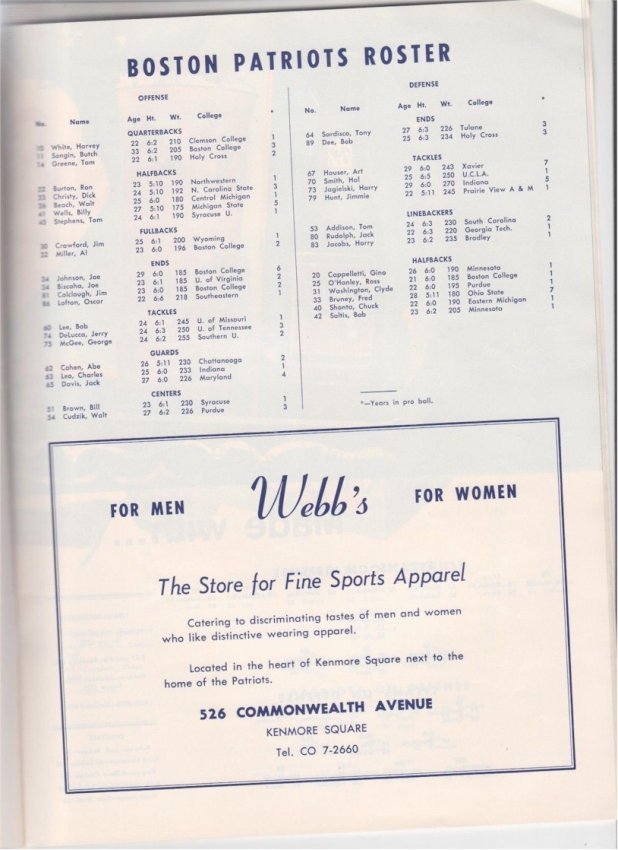 BOSTON PATRIOTS ROSTER
OFFENSE
No. Name Age Ht. Wt. College *
QUARTERBACKS
White, Harvey 22 6:2 210 Clemson College 1
Songin, Butch 33 6:2 205 Boston College 3
Greene, Tom 22 6:1 190 Holy Cross 2
HALFBACKS
22 Burton, Ron 23 5:10 190 Northwestern 1
23 Christy, Dick 24 5:10 192 N. Carolina State 3
Beach, Walt 25 6:0 180 Central Michigan 1
41 Wells, Billy 27 5:10 175 Michigan State 5
45 Stephens, Tom 24 6:1 190 Syracuse U. 1
FULLBACKS
30 Crawford, Jim 25 6:1 200 Wyoming 1
32 Miller, Al 23 6:0 196 Boston College 2
ENDS
Johnson, Joe 29 6:0 185 Boston College 6
Biscaha, Joe 23 6:1 185 U. of Virginia 2
81 Colclough, Jim 23 6:0 185 Boston College 2
86 Lofton, Oscar 22 6:6 218 Southeastern 1
TACKLES
60 Lee, Bob 24 6:1 245 U. of Missouri 1
74 DeLucca, Jerry 24 6:3 250 U. of Tennessee 3
75 McGee, George 24 6:2 255 Southern U. 2
GUARDS
62 Cohen, Abe 26 5:11 230 Chattanooga 2
63 Leo, Charles 25 6:0 233 Indiana 1
65 Davis, Jack 27 6:0 226 Maryland 4
CENTERS
51 Brown, Bill 23 6:1 230 Syracuse 1
54 Cudzik, Walt 27 6:2 226 Purdue 3
DEFENSE
No. Name Age Ht. Wt. College *
ENDS
64 Sardisco, Tony 27 6:3 226 Tulane 3
89 Dee, Bob 25 6:3 234 Holy Cross 3
TACKLES
67 Hauser, Art 29 6:0 243 Xavier 7
70 Smith, Hal 25 6:5 250 U.C.L.A. 1
73 Jagielski, Harry 29 6:0 270 Indiana 5
79 Hunt, Jimmie 22 5:11 245 Prairie View A & M 1
LINEBACKERS
53 Addison, Tom 24 6:3 230 South Carolina 2
80 Rudolph, Jack 22 6:3 220 Georgia Tech. 1
83 Jacobs, Harry 23 6:2 235 Bradley 1
HALFBACKS
20 Cappelletti, Gino 26 6:0 190 Minnesota 1
25 O'Hanley, Ross 21 6:0 185 Boston College 1
31 Washington, Clyde 22 6:0 195 Purdue 1
33 Bruney, Fred 28 5:11 180 Ohio State 7
40 Shonta, Chuck 22 6:0 190 Eastern Michigan 1
42 Soltis, Bob 23 6:2 205 Minnesota 1
*—Years in pro ball.
FOR MEN Webb's FOR WOMEN
The Store for Fine Sports Apparel
Catering to discriminating tastes of men and women
who like distinctive wearing apparel.
Located in the heart of Kenmore Square next to the
home of the Patriots.
526 COMMONWEALTH AVENUE
KENMORE SQUARE
Tel. CO 7-2660